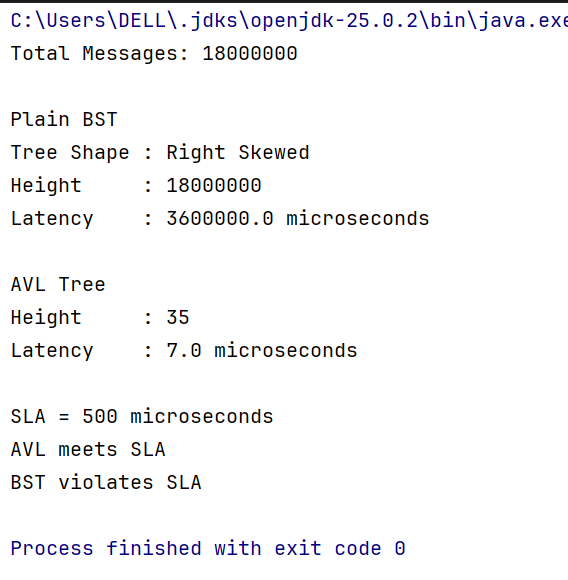 C:\Users\DELL\.jdks\openjdk-25.0.2\bin\java.exe
Total Messages: 18000000
Plain BST
Tree Shape : Right Skewed
Height     : 18000000
Latency    : 3600000.0 microseconds
AVL Tree
Height     : 35
Latency    : 7.0 microseconds
SLA = 500 microseconds
AVL meets SLA
BST violates SLA
Process finished with exit code 0